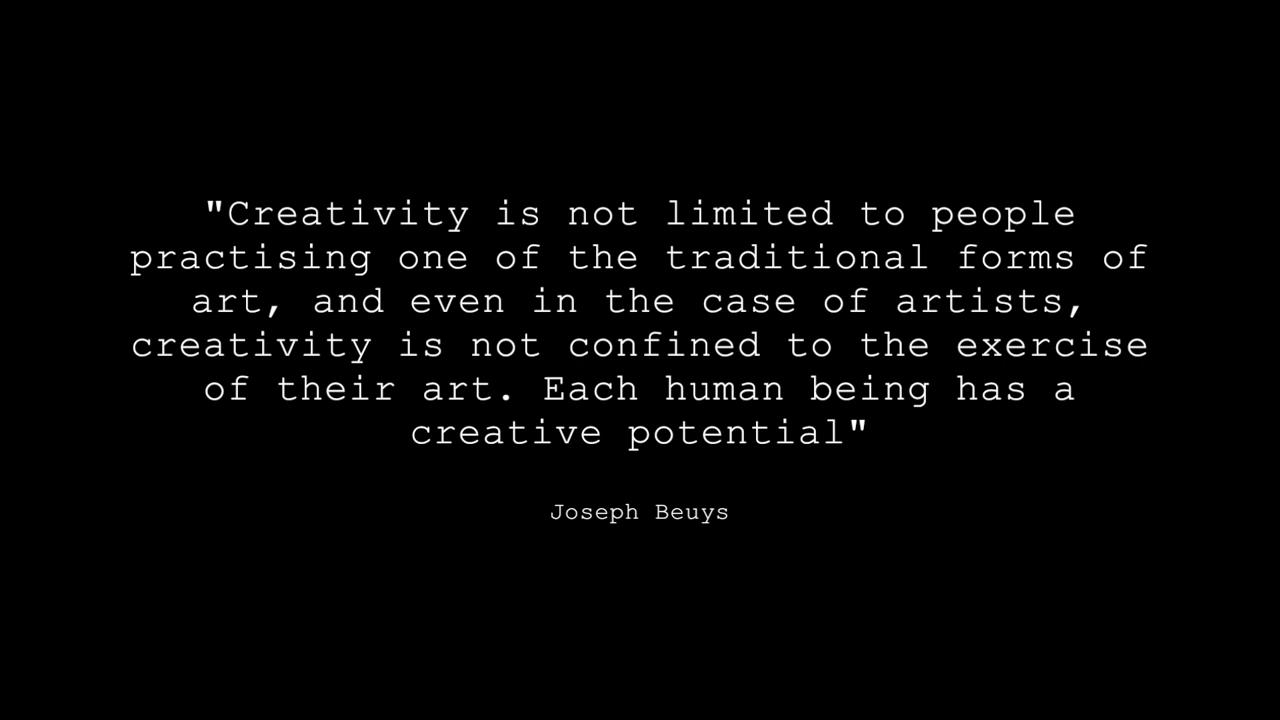 "Creativity is not limited to people
practising one of the traditional forms of
art, and even in the case of artists,
creativity is not confined to the exercise
of their art. Each human being has a
creative potential"
Joseph Beuys